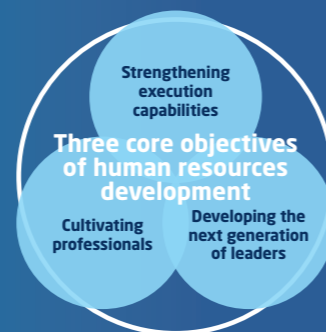 Strengthening
execution
capabilities
Three core objectives
of human resources
development
Cultivating
professionals
Developing the
next generation
of leaders